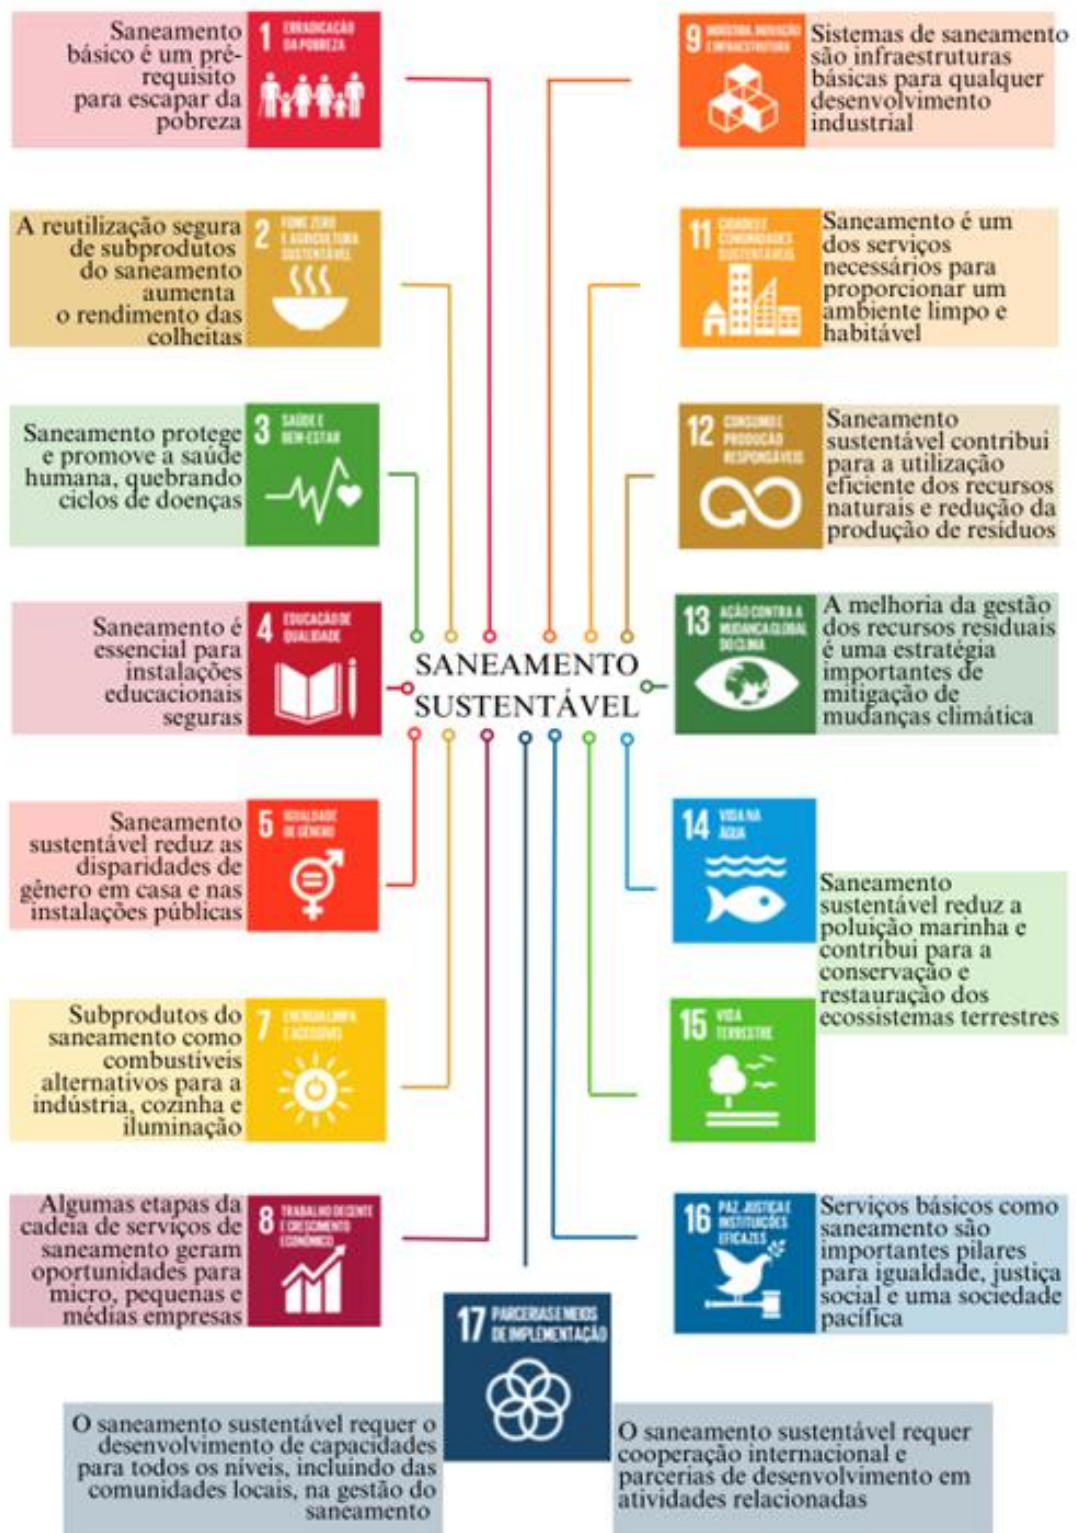 Saneamento
básico é um pré-
requisito
para escapar da
pobreza
1 ERRADICAÇÃO
DA POBREZA
A reutilização segura
de subprodutos
do saneamento
aumenta
o rendimento das
colheitas
2 FOME ZERO
E AGRICULTURA
SUSTENTÁVEL
Saneamento protege
e promove a saúde
humana, quebrando
ciclos de doenças
3 SAÚDE E
BEM-ESTAR
Saneamento é
essencial para
instalações
educacionais
seguras
4 EDUCAÇÃO DE
QUALIDADE
Saneamento
sustentável reduz as
disparidades de
gênero em casa e nas
instalações públicas
5 IGUALDADE
DE GÊNERO
Subprodutos do
saneamento como
combustíveis
alternativos para a
indústria, cozinha e
iluminação
7 ENERGIA LIMPA
E ACESSÍVEL
Algumas etapas da
cadeia de serviços de
saneamento geram
oportunidades para
micro, pequenas e
médias empresas
8 TRABALHO DECENTE
E CRESCIMENTO
ECONÔMICO
SANEAMENTO
SUSTENTÁVEL
9 INDÚSTRIA, INOVAÇÃO
E INFRAESTRUTURA
Sistemas de saneamento
são infraestruturas
básicas para qualquer
desenvolvimento
industrial
11 CIDADES E
COMUNIDADES
SUSTENTÁVEIS
Saneamento é um
dos serviços
necessários para
proporcionar um
ambiente limpo e
habitável
12 CONSUMO E
PRODUÇÃO
RESPONSÁVEIS
Saneamento
sustentável contribui
para a utilização
eficiente dos recursos
naturais e redução da
produção de resíduos
13 AÇÃO CONTRA A
MUDANÇA GLOBAL
DO CLIMA
A melhoria da gestão
dos recursos residuais
é uma estratégia
importantes de
mitigação de
mudanças climática
14 VIDA NA
ÁGUA
Saneamento
sustentável reduz a
poluição marinha e
contribui para a
conservação e
restauração dos
ecossistemas terrestres
15 VIDA
TERRESTRE
16 PAZ, JUSTIÇA E
INSTITUIÇÕES
EFICAZES
Serviços básicos como
saneamento são
importantes pilares
para igualdade, justiça
social e uma sociedade
pacífica
17 PARCERIAS E MEIOS
DE IMPLEMENTAÇÃO
O saneamento sustentável requer o
desenvolvimento de capacidades
para todos os níveis, incluindo das
comunidades locais, na gestão do
saneamento
O saneamento sustentável requer
cooperação internacional e
parcerias de desenvolvimento em
atividades relacionadas